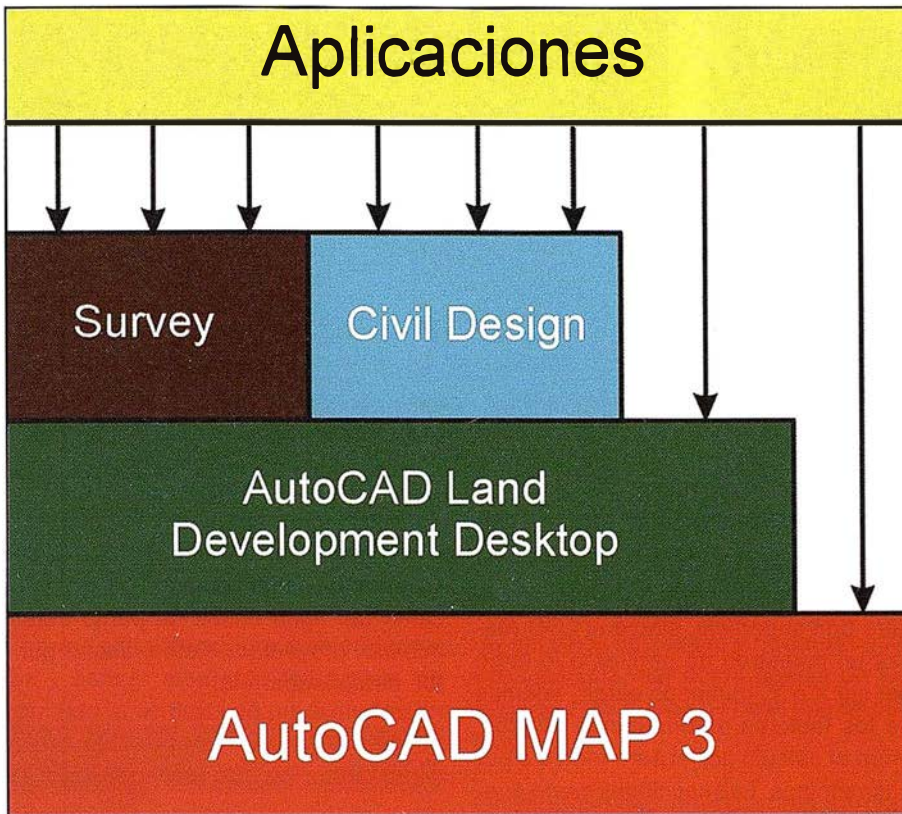 Aplicaciones
Survey
Civil Design
AutoCAD Land
Development Desktop
AutoCAD MAP 3